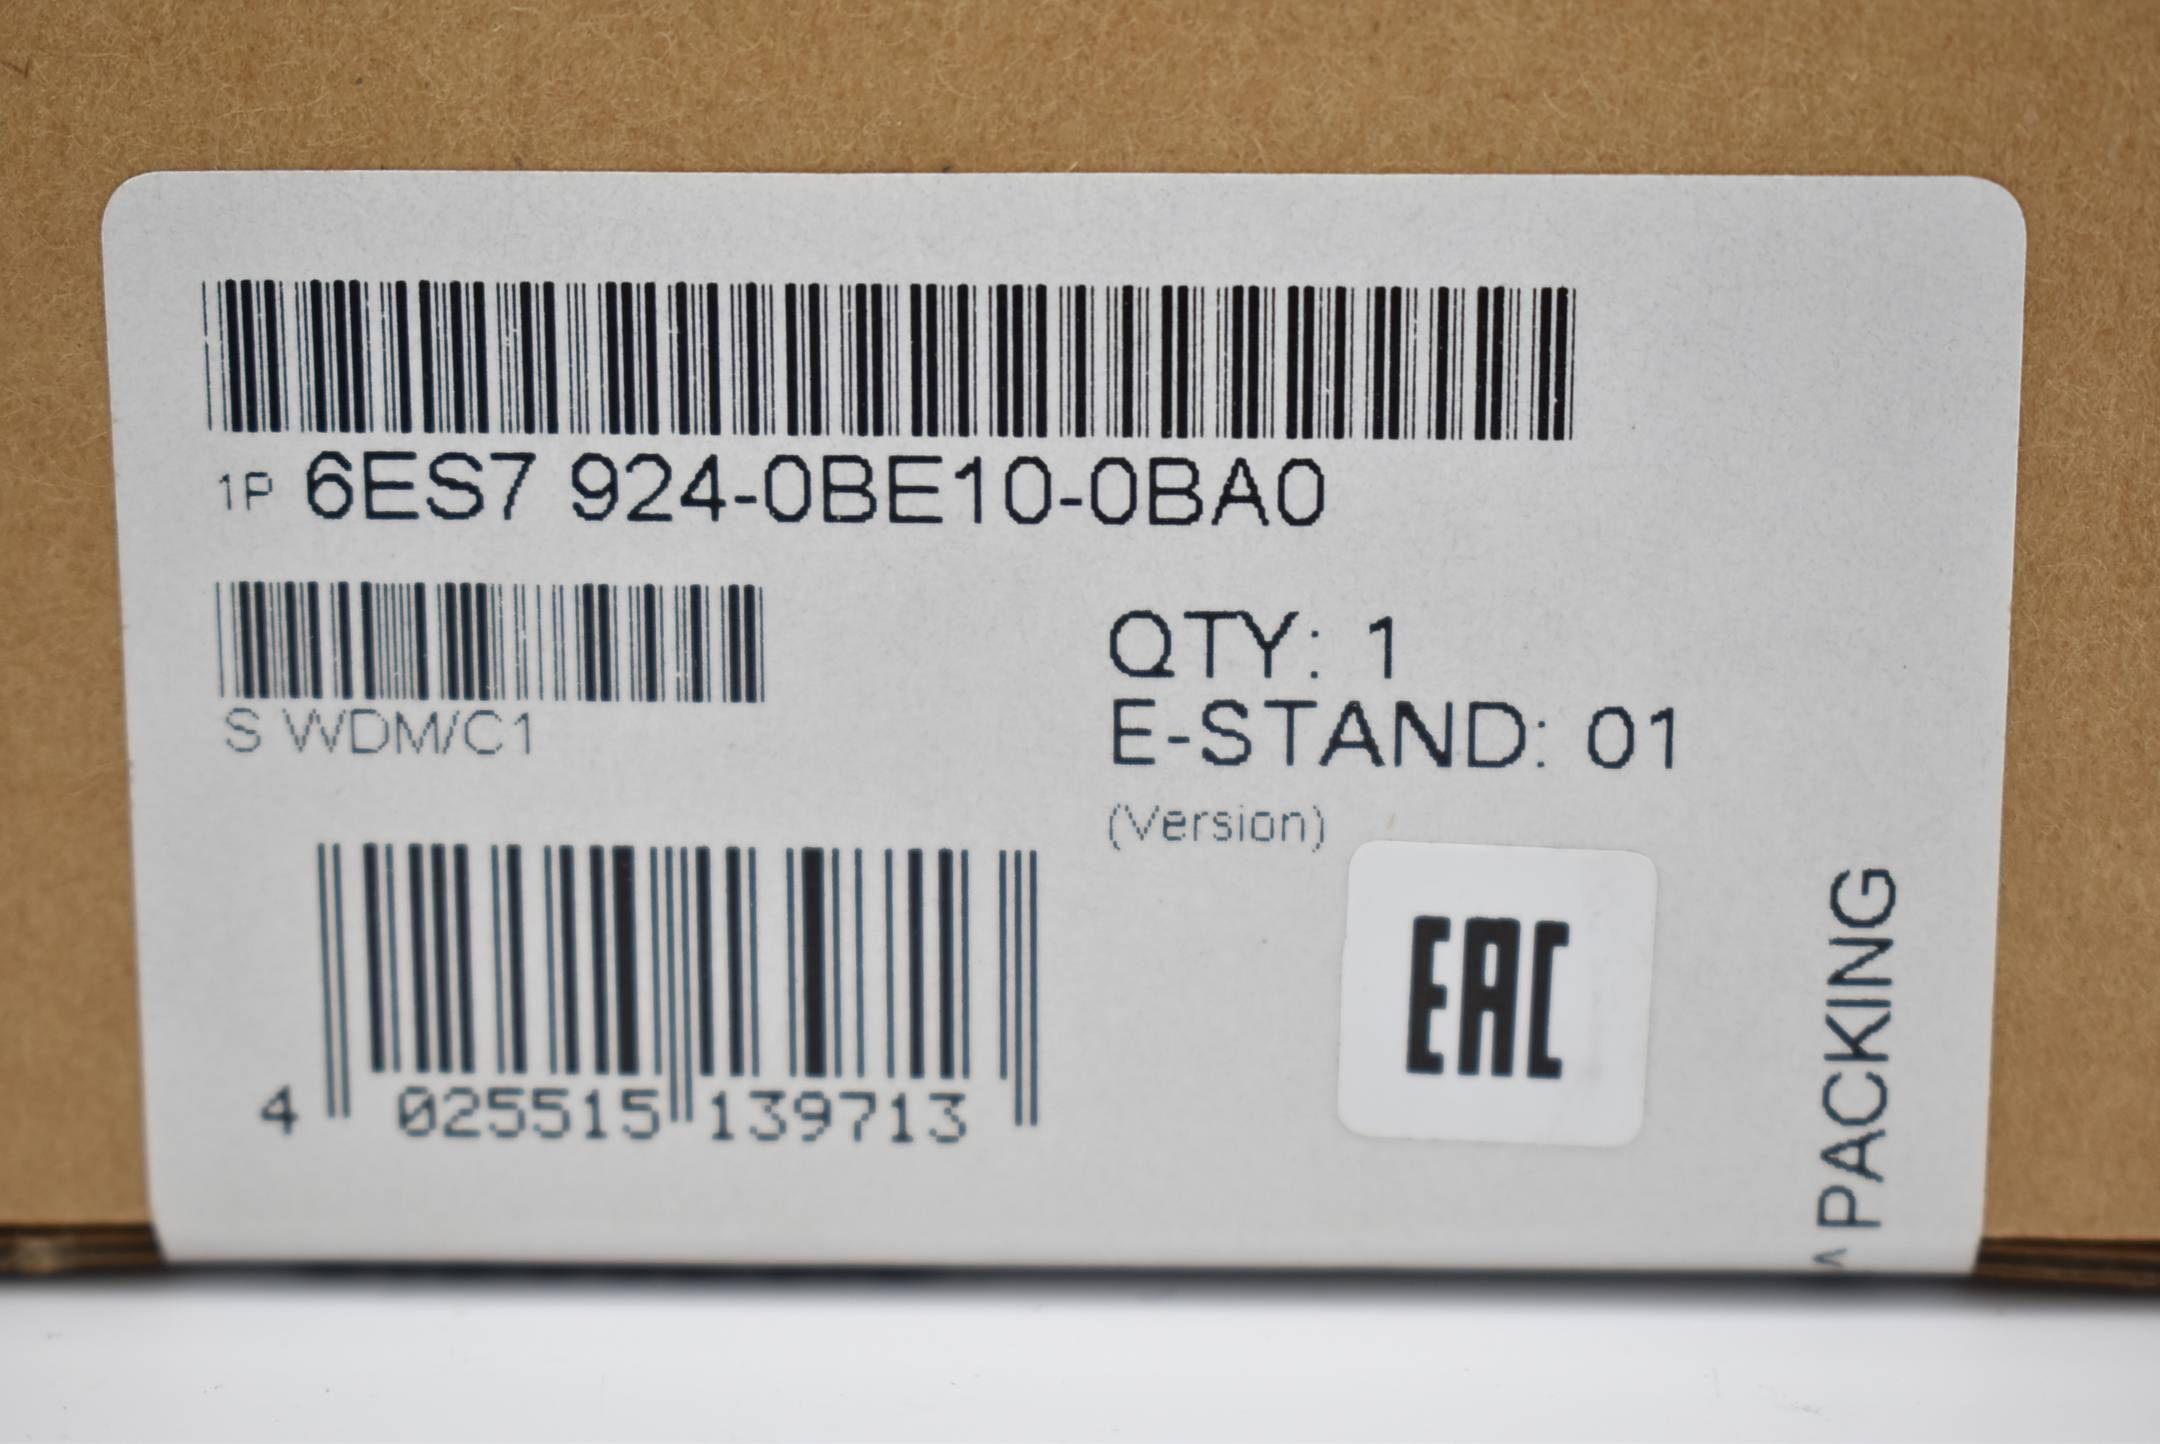 1P 6ES7 924-0BE10-0BA0
S WDM/C1
QTY: 1
E-STAND: 01
(Version)
4 025515 139713
EAC
^ PACKING